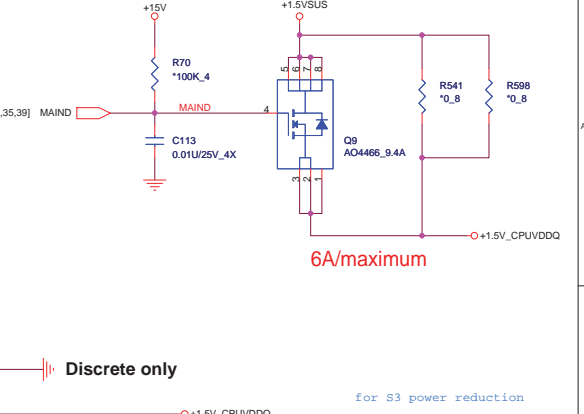 +15V
+1.5VSUS
R70
*100K_4
5
6
7
8
R541
*0_8
R598
*0_8
,35,39]
MAIND
MAIND
4
C113
0.01U/25V_4X
Q9
AO4466_9.4A
A
3
2
1
+1.5V_CPUVDDQ
6A/maximum
Discrete only
for S3 power reduction
+1.5V_CPUVDDQ